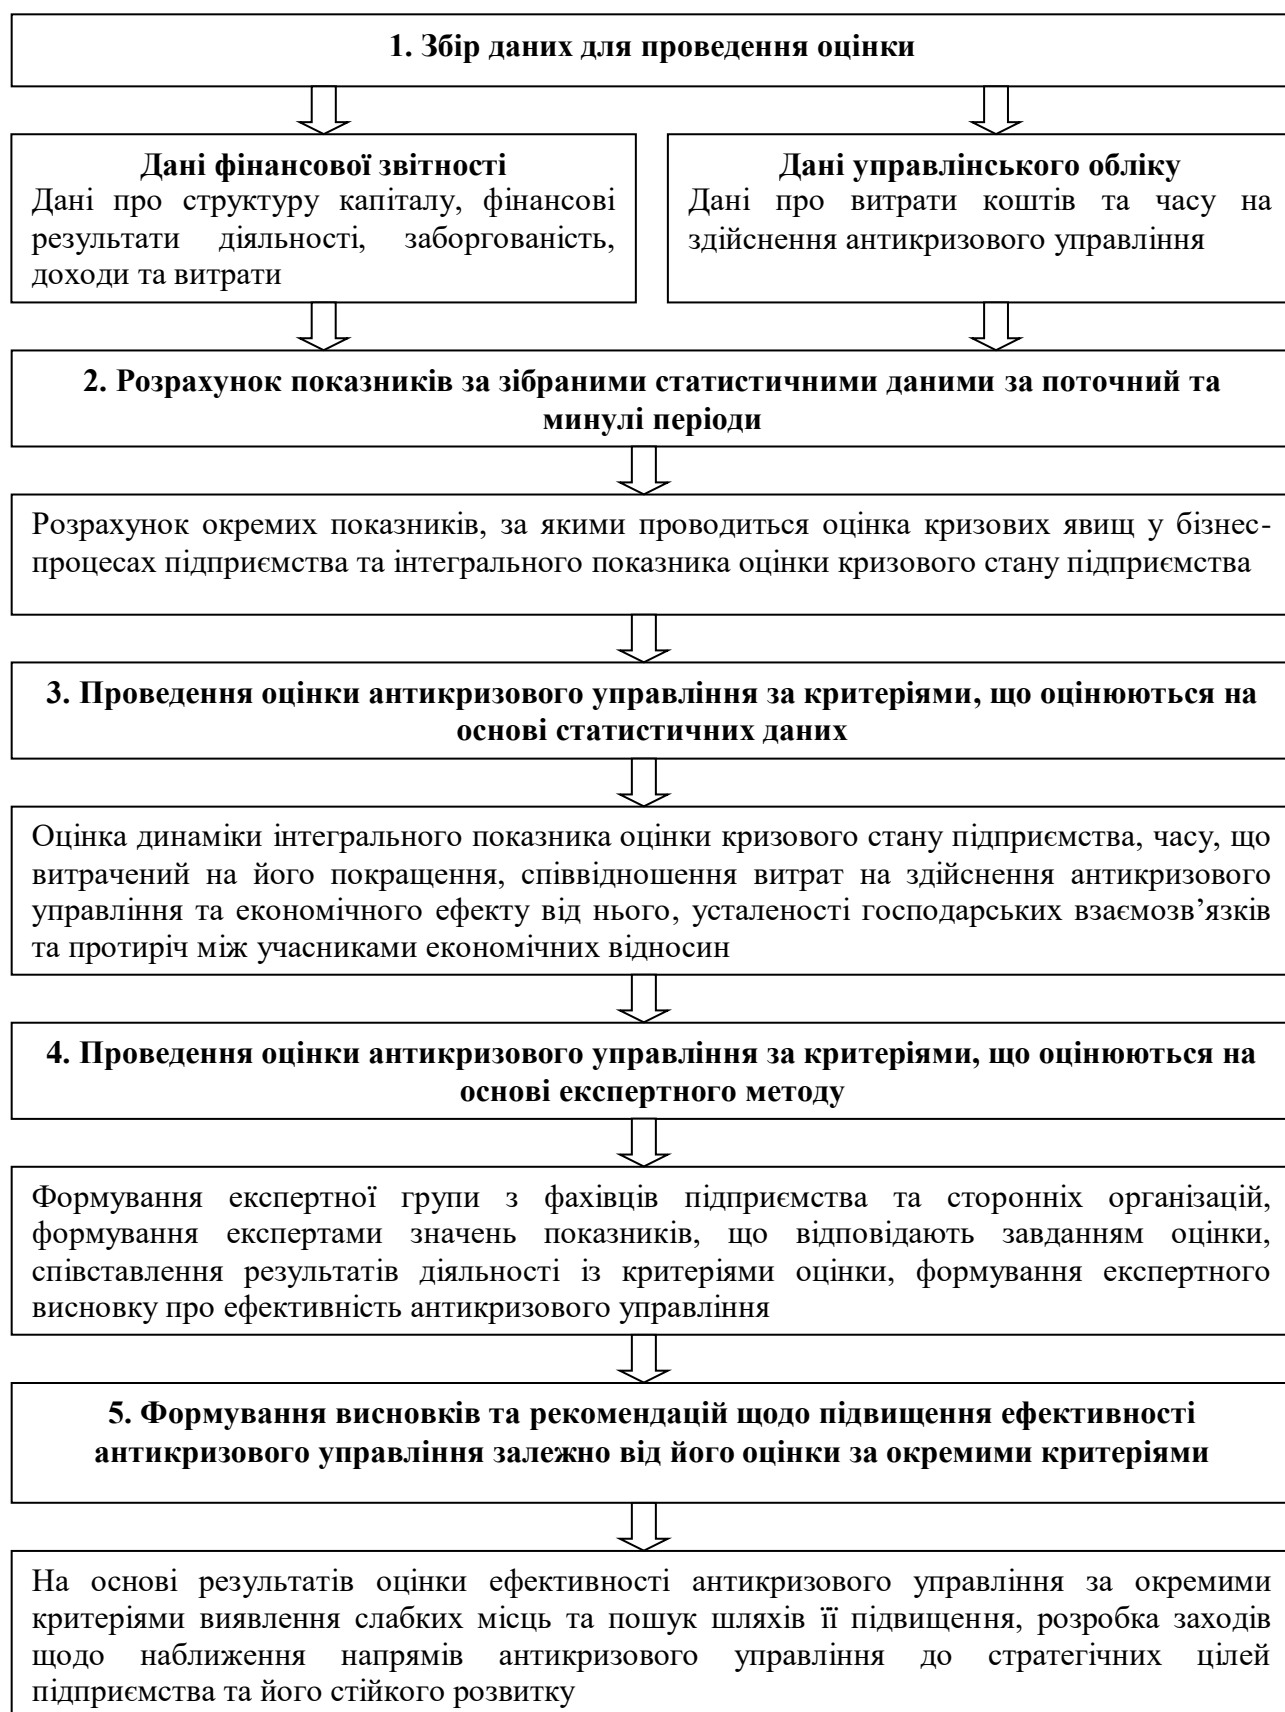 1. Збір даних для проведення оцінки
Дані фінансової звітності
Дані про структуру капіталу, фінансові
результати діяльності, заборгованість,
доходи та витрати
Дані управлінського обліку
Дані про витрати коштів та часу на
здійснення антикризового управління
2. Розрахунок показників за зібраними статистичними даними за поточний та
минулі періоди
Розрахунок окремих показників, за якими проводиться оцінка кризових явищ у бізнес-
процесах підприємства та інтегрального показника оцінки кризового стану підприємства
3. Проведення оцінки антикризового управління за критеріями, що оцінюються на
основі статистичних даних
Оцінка динаміки інтегрального показника оцінки кризового стану підприємства, часу, що
витрачений на його покращення, співвідношення витрат на здійснення антикризового
управління та економічного ефекту від нього, усталеності господарських взаємозв’язків
та протиріч між учасниками економічних відносин
4. Проведення оцінки антикризового управління за критеріями, що оцінюються на
основі експертного методу
Формування експертної групи з фахівців підприємства та сторонніх організацій,
формування експертами значень показників, що відповідають завданням оцінки,
співставлення результатів діяльності із критеріями оцінки, формування експертного
висновку про ефективність антикризового управління
5. Формування висновків та рекомендацій щодо підвищення ефективності
антикризового управління залежно від його оцінки за окремими критеріями
На основі результатів оцінки ефективності антикризового управління за окремими
критеріями виявлення слабких місць та пошук шляхів її підвищення, розробка заходів
щодо наближення напрямів антикризового управління до стратегічних цілей
підприємства та його стійкого розвитку